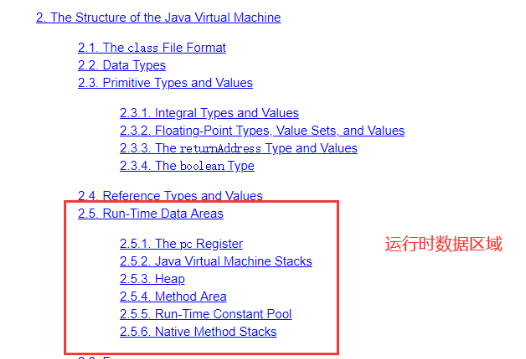 2. The Structure of the Java Virtual Machine
2.1. The class File Format
2.2. Data Types
2.3. Primitive Types and Values
2.3.1. Integral Types and Values
2.3.2. Floating-Point Types, Value Sets, and Values
2.3.3. The returnAddress Type and Values
2.3.4. The boolean Type
2.4. Reference Types and Values
2.5. Run-Time Data Areas
运行时数据区域
2.5.1. The pc Register
2.5.2. Java Virtual Machine Stacks
2.5.3. Heap
2.5.4. Method Area
2.5.5. Run-Time Constant Pool
2.5.6. Native Method Stacks